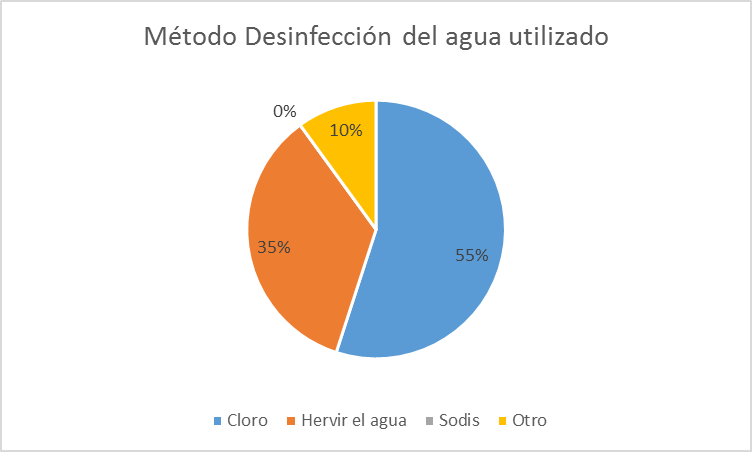 Método Desinfección del agua utilizado
0%
10%
35%
55%
Cloro Hervir el agua Sodis Otro